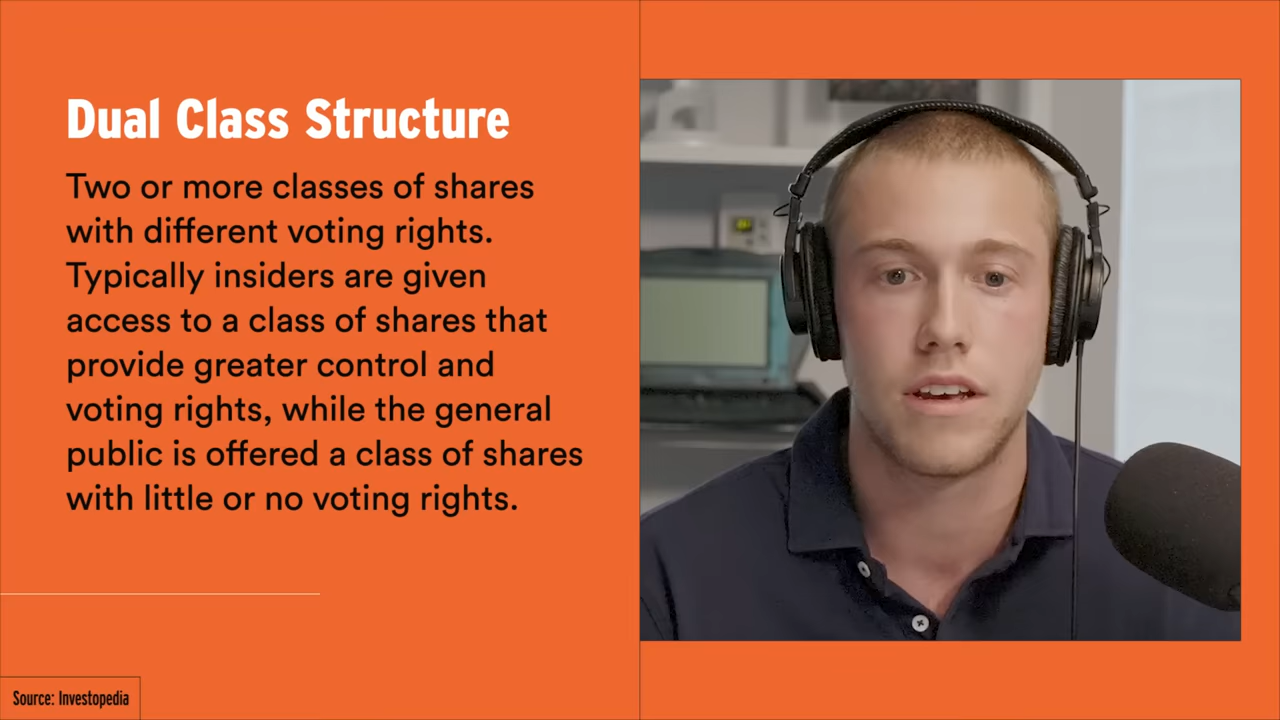 Dual Class Structure
Two or more classes of shares
with different voting rights.
Typically insiders are given
access to a class of shares that
provide greater control and
voting rights, while the general
public is offered a class of shares
with little or no voting rights.
Source: Investopedia